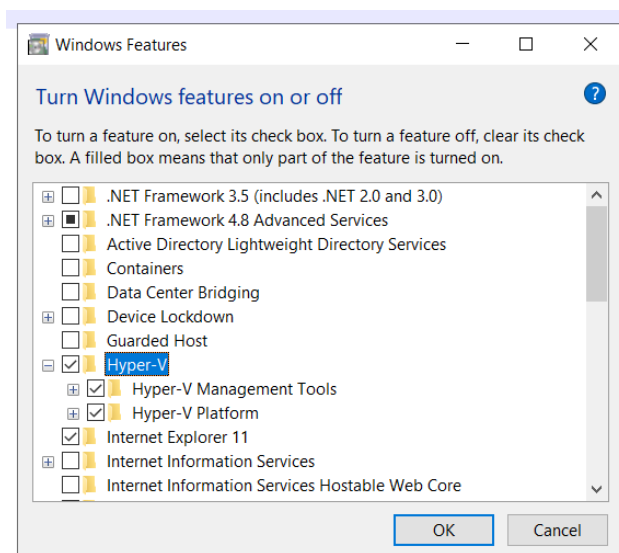 Windows Features
Turn Windows features on or off
?
To turn a feature on, select its check box. To turn a feature off, clear its check
box. A filled box means that only part of the feature is turned on.
.NET Framework 3.5 (includes .NET 2.0 and 3.0)
.NET Framework 4.8 Advanced Services
Active Directory Lightweight Directory Services
Containers
Data Center Bridging
Device Lockdown
Guarded Host
Hyper-V
Hyper-V Management Tools
Hyper-V Platform
Internet Explorer 11
Internet Information Services
Internet Information Services Hostable Web Core
OK
Cancel